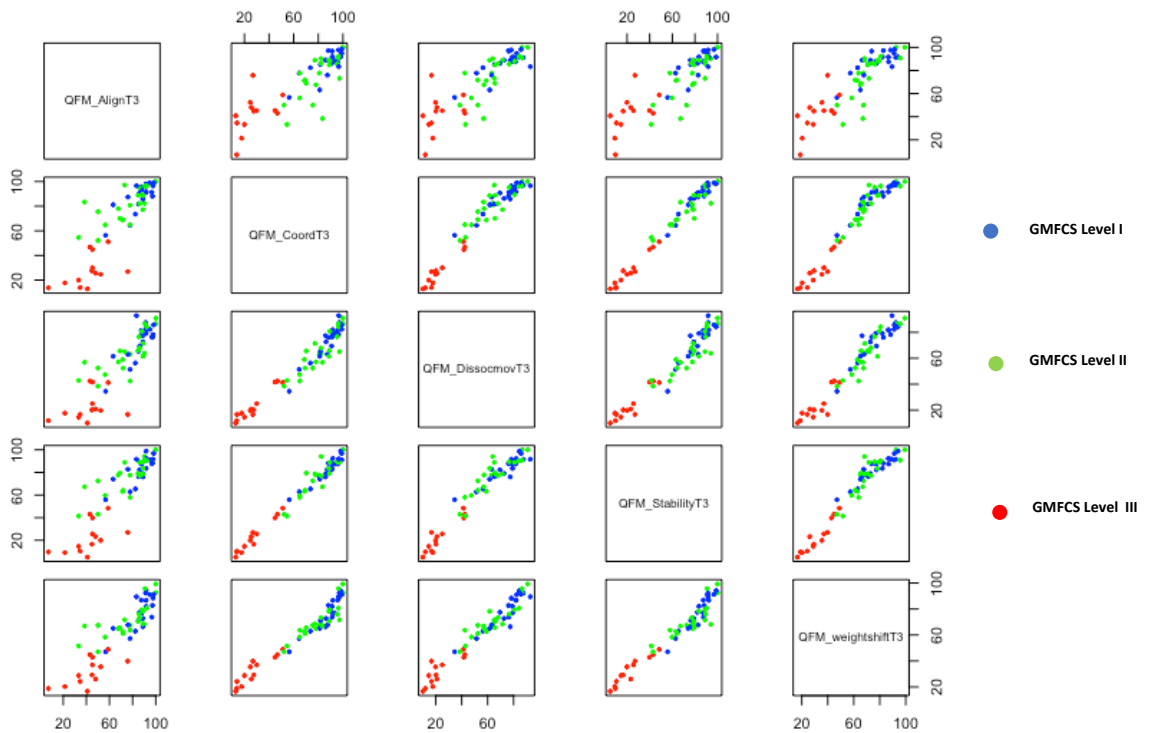 20 60 100 20 60 100
QFM_AlignT3
100
60
20
100
60
20
QFM_CoordT3
GMFCS Level I
QFM_DissocmovT3
60
20
GMFCS Level II
100
60
20
QFM_StabilityT3
GMFCS Level III
QFM_weightshiftT3
100
60
20
20 60 100 20 60 20 60 100